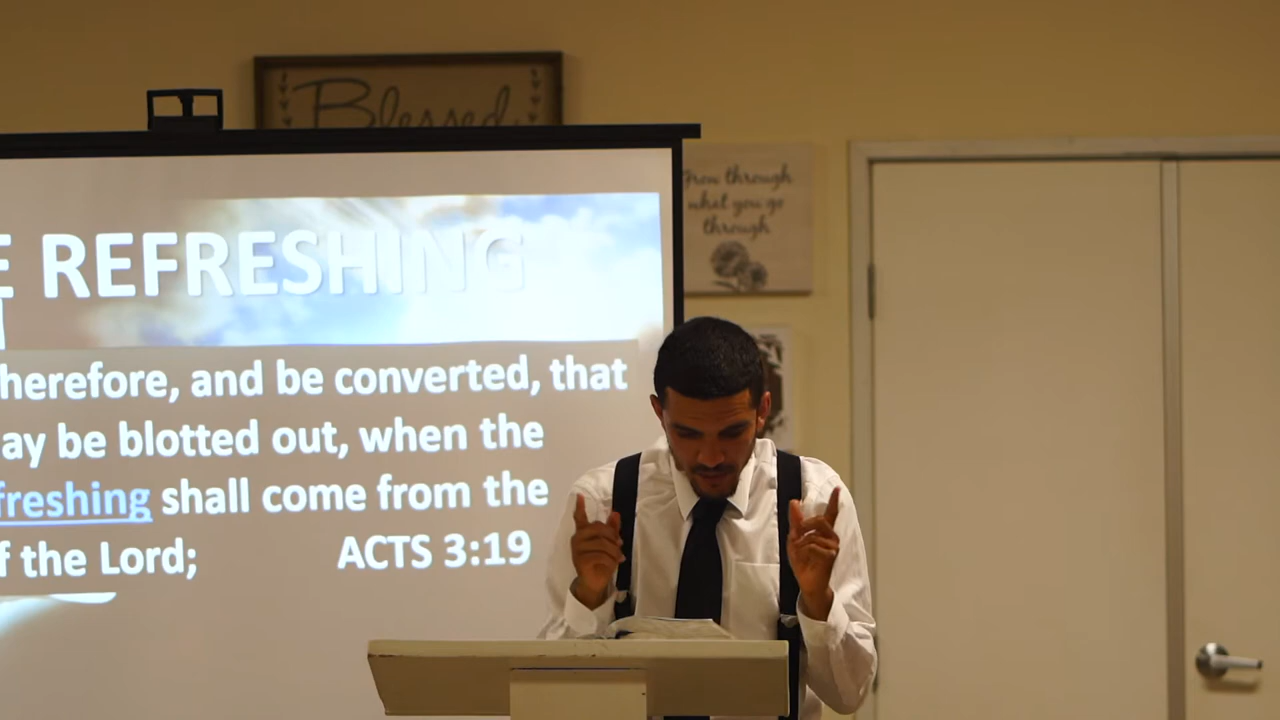 Blessed
Grow through
what you go
through
E REFRESHING
herefore, and be converted, that
ay be blotted out, when the
freshing shall come from the
f the Lord; ACTS 3:19